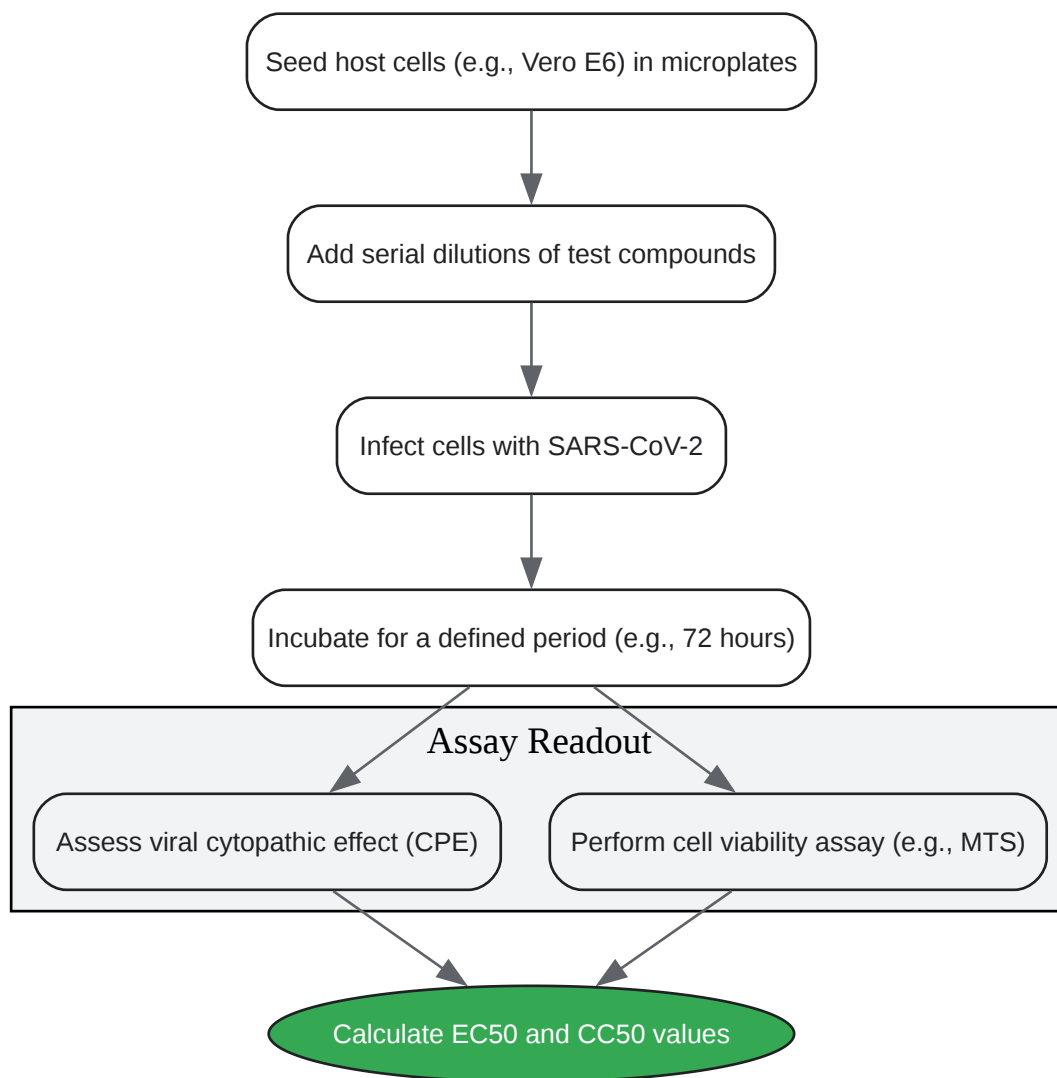 Seed host cells (e.g., Vero E6) in microplates
Add serial dilutions of test compounds
Infect cells with SARS-CoV-2
Incubate for a defined period (e.g., 72 hours)
Assay Readout
Assess viral cytopathic effect (CPE)
Perform cell viability assay (e.g., MTS)
Calculate EC50 and CC50 values